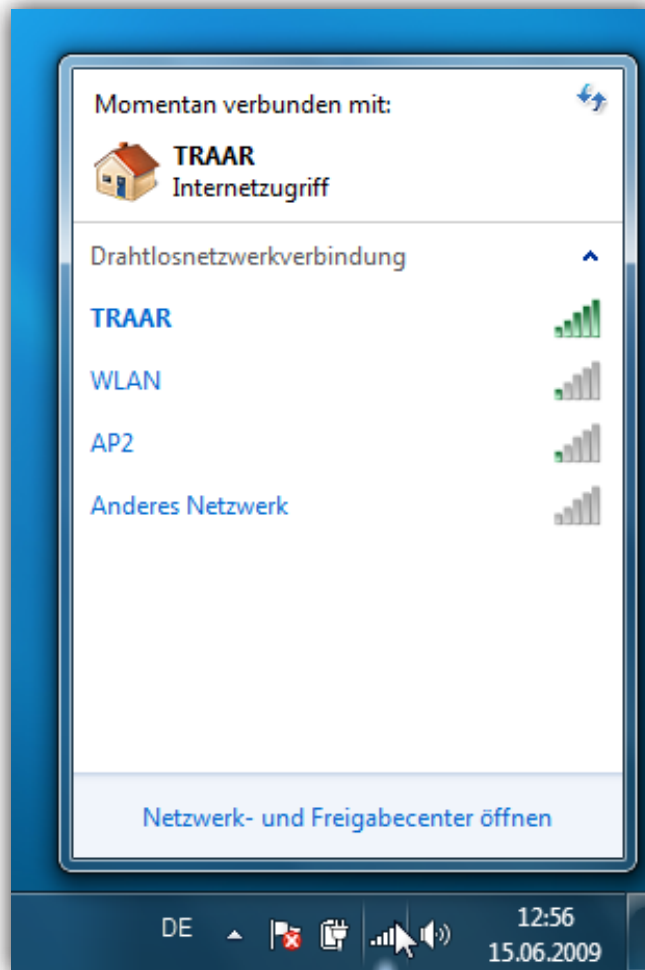 Momentan verbunden mit:
TRAAR
Internetzugriff
Drahtlosnetzwerkverbindung
TRAAR
WLAN
AP2
Anderes Netzwerk
Netzwerk- und Freigabecenter öffnen
DE
12:56
15.06.2009